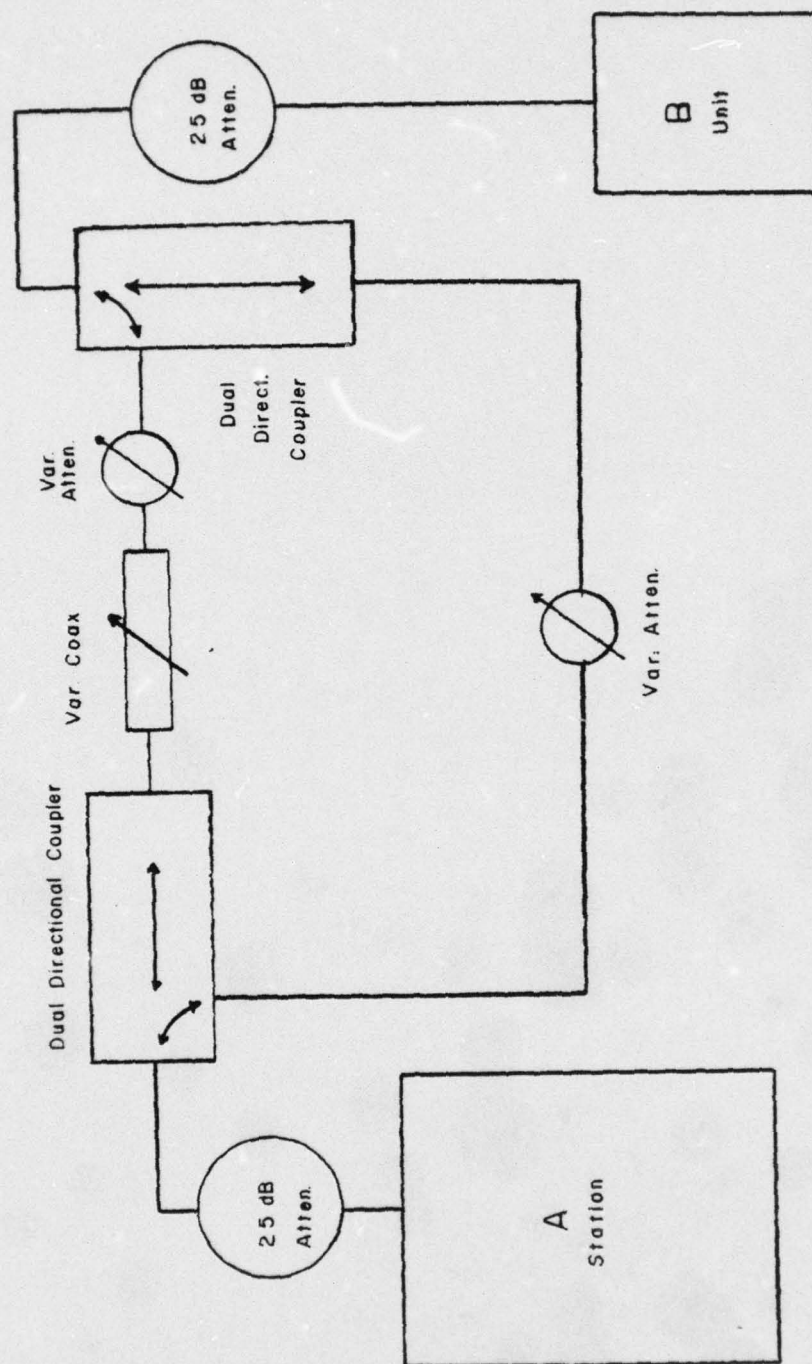 Dual Directional Coupler
Var. Coax
Var.
Atten.
Dual
Direct.
Coupler
25 dB
Atten.
25 dB
Atten.
Var. Atten.
A
Station
B
Unit